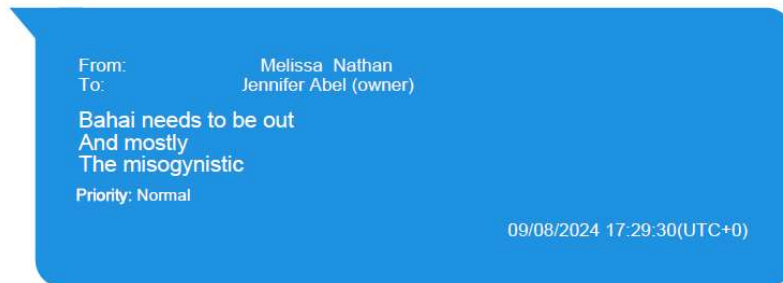 From: Melissa Nathan
To: Jennifer Abel (owner)
Bahai needs to be out
And mostly
The misogynistic
Priority: Normal
09/08/2024 17:29:30(UTC+0)